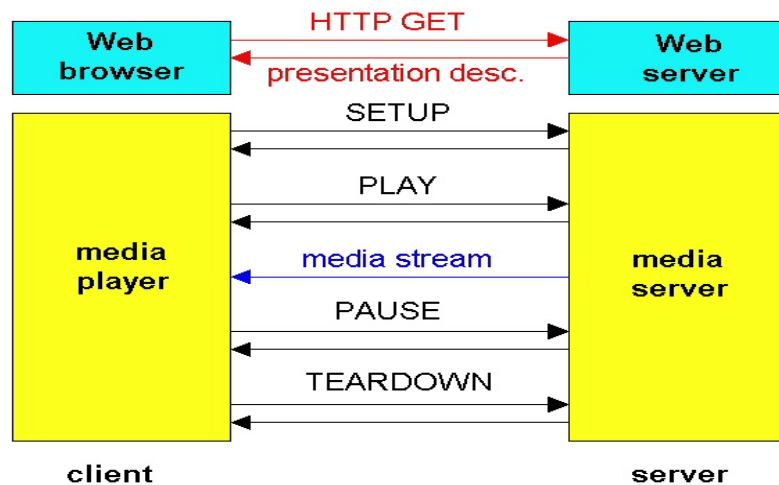 Web
browser
HTTP GET
presentation desc.
Web
server
SETUP
PLAY
media
player
media stream
media
server
PAUSE
TEARDOWN
client
server